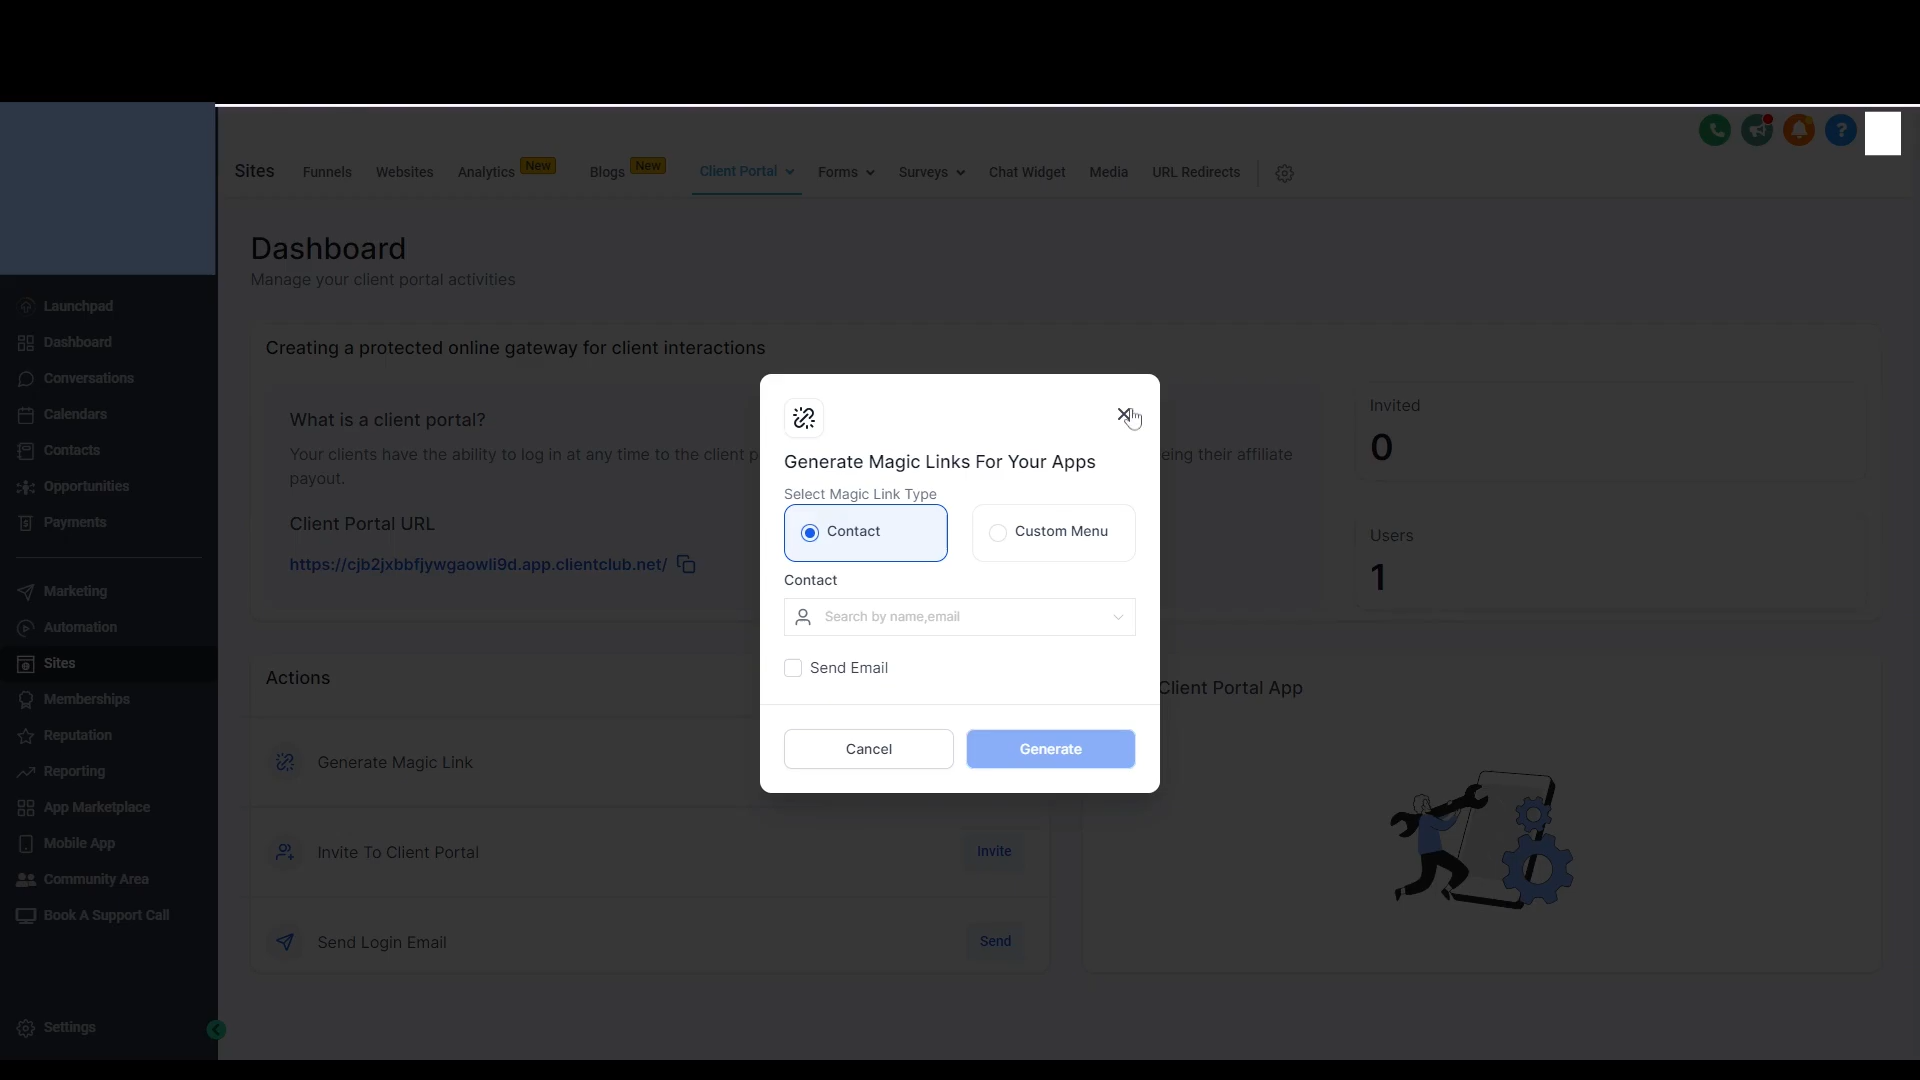 Sites
Funnels
Websites
Analytics New
Blogs New
Client Portal
Forms
Surveys
Chat Widget
Media
URL Redirects
?
Launchpad
Dashboard
Conversations
Calendars
Contacts
Opportunities
Payments
Marketing
Automation
Sites
Memberships
Reputation
Reporting
App Marketplace
Mobile App
Community Area
Book A Support Call
Settings
Dashboard
Manage your client portal activities
Creating a protected online gateway for client interactions
What is a client portal?
Your clients have the ability to log in at any time to the client p
eing their affiliate
payout.
Client Portal URL
https://cjb2jxbbfjywgaowli9d.app.clientclub.net/
Invited
0
Users
1
Generate Magic Links For Your Apps
Select Magic Link Type
Contact
Custom Menu
Contact
Search by name,email
Send Email
Cancel
Generate
Actions
Generate Magic Link
Invite To Client Portal
Invite
Send Login Email
Send
Client Portal App